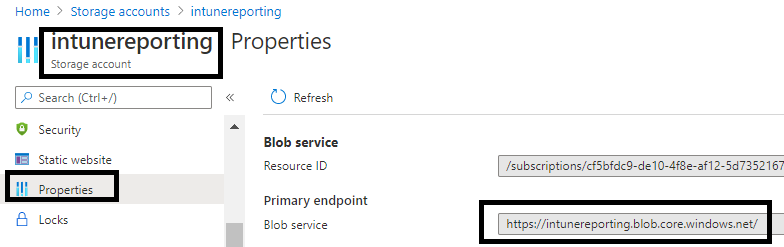 Home > Storage accounts > intunereporting
intunereporting Properties
Storage account
Search (Ctrl+/)
«
Refresh
Security
Static website
Properties
Locks
Blob service
Resource ID
/subscriptions/cf5bfdc9-de10-4f8e-af12-5d7352167
Primary endpoint
Blob service
https://intunereporting.blob.core.windows.net/